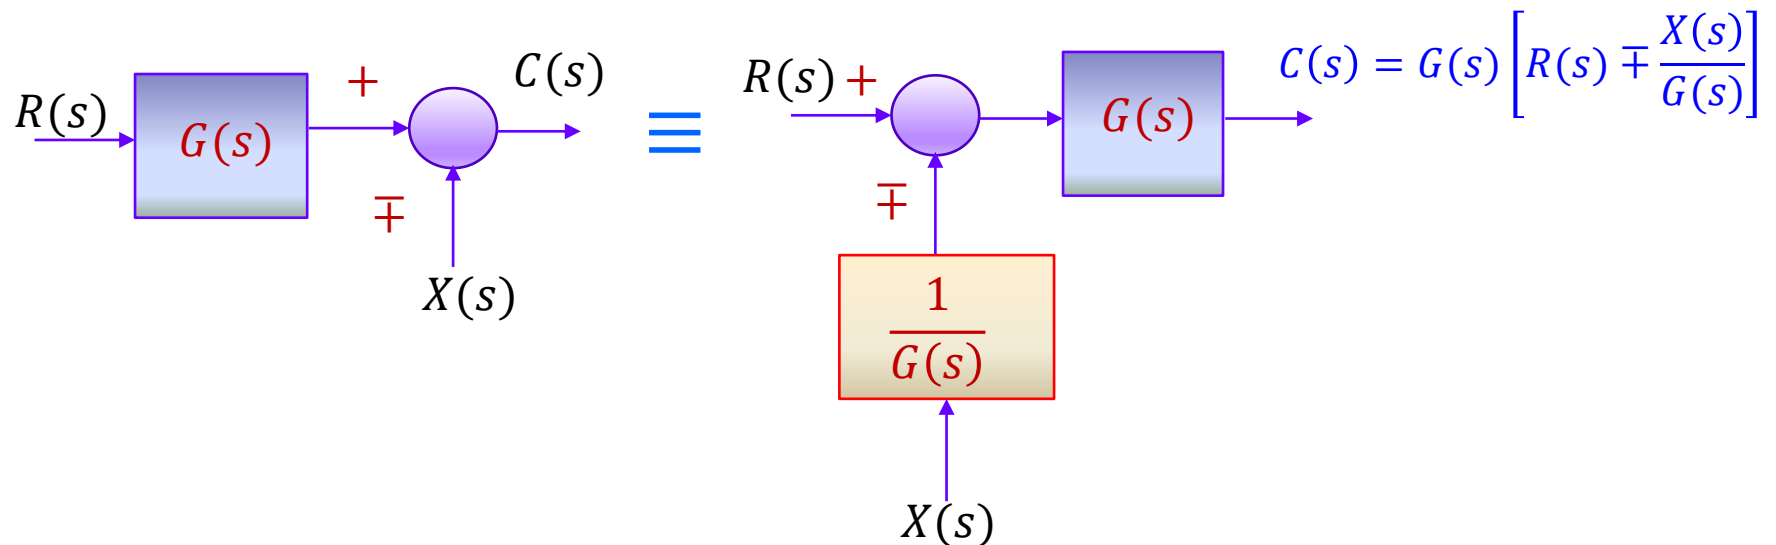 R(s)
G(s)
+
∓
C(s)
X(s)
≡
R(s) +
∓
G(s)
1/G(s)
X(s)
C(s) = G(s) [R(s) ∓ X(s)/G(s)]